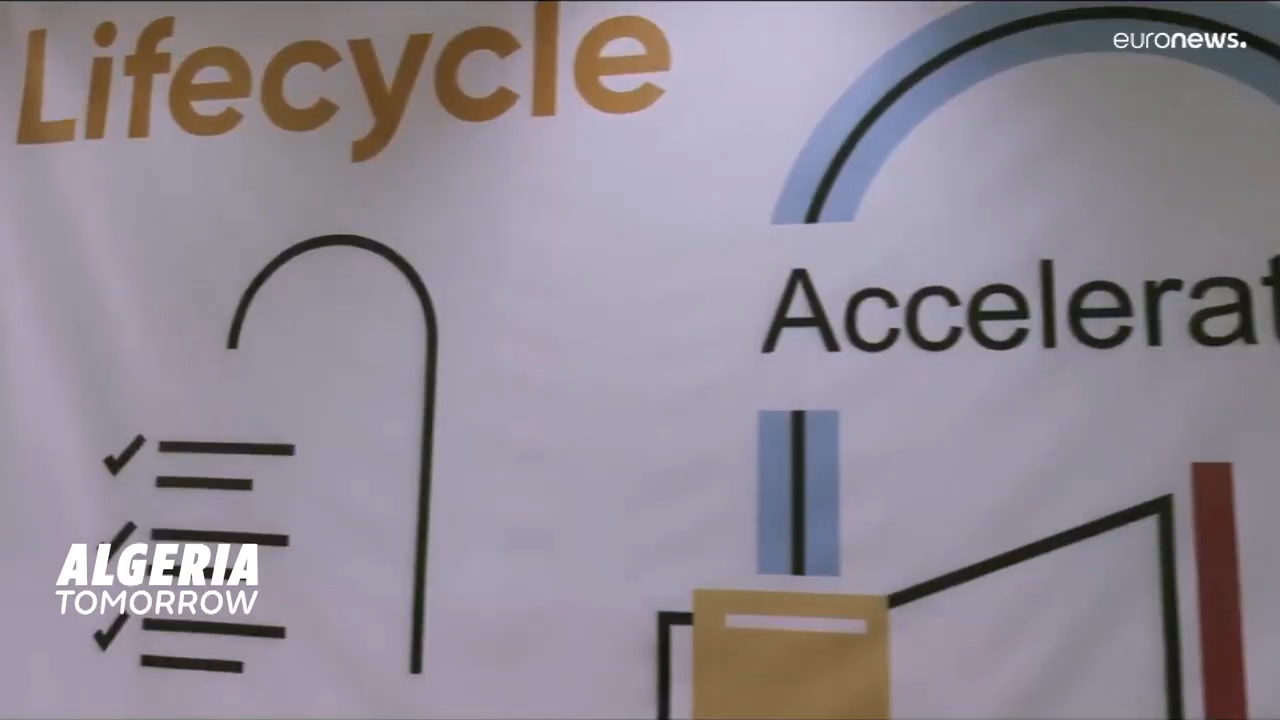 Lifecycle
euronews.
Accelerat
ALGERIA
TOMORROW